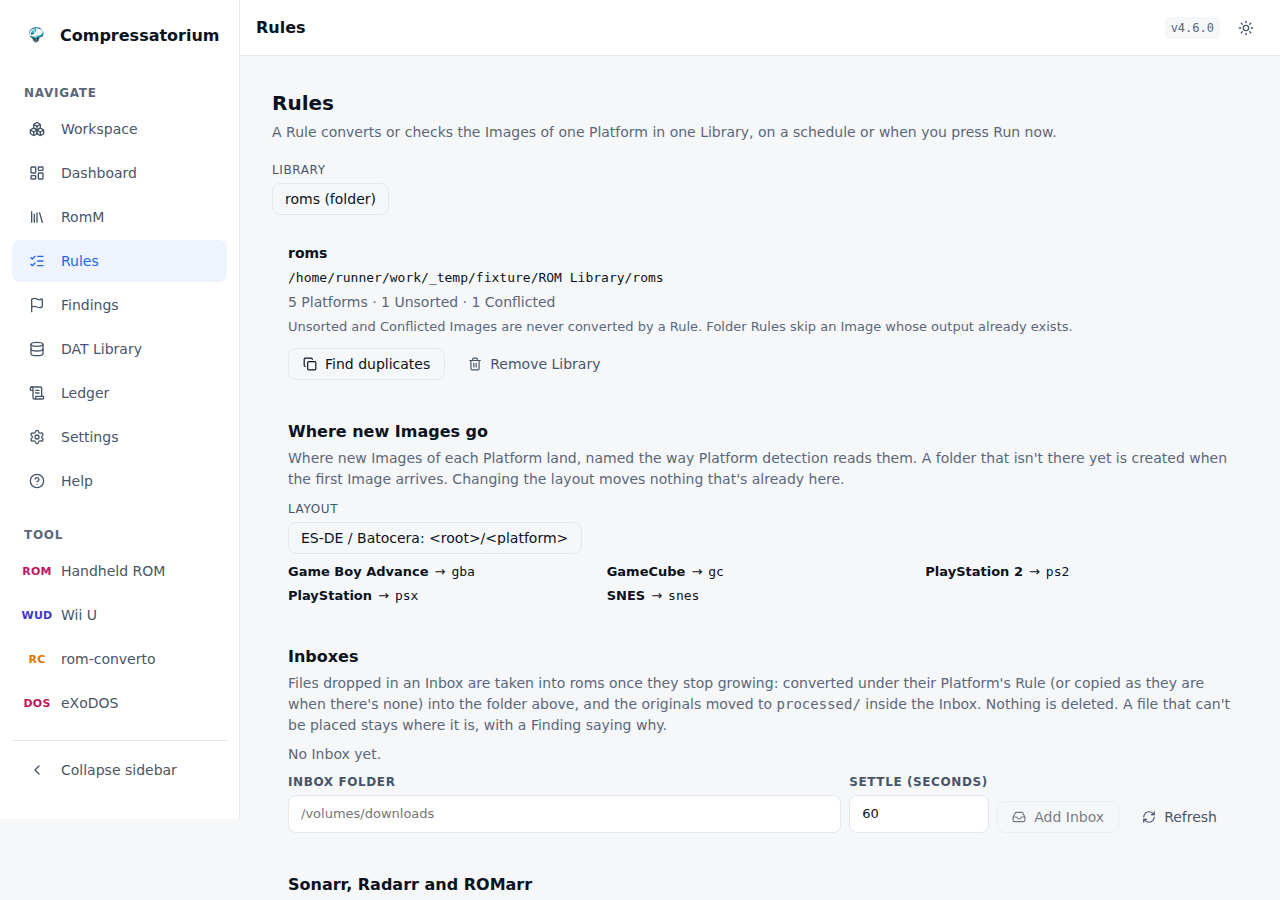 Compressatorium
Rules
v4.6.0
NAVIGATE
Workspace
Dashboard
RomM
Rules
Findings
DAT Library
Ledger
Settings
Help
TOOL
ROM Handheld ROM
WUD Wii U
RC rom-converto
DOS eXoDOS
Collapse sidebar
Rules
A Rule converts or checks the Images of one Platform in one Library, on a schedule or when you press Run now.
LIBRARY
roms (folder)
roms
/home/runner/work/_temp/fixture/ROM Library/roms
5 Platforms · 1 Unsorted · 1 Conflicted
Unsorted and Conflicted Images are never converted by a Rule. Folder Rules skip an Image whose output already exists.
Find duplicates Remove Library
Where new Images go
Where new Images of each Platform land, named the way Platform detection reads them. A folder that isn't there yet is created when
the first Image arrives. Changing the layout moves nothing that's already here.
LAYOUT
ES-DE / Batocera: <root>/<platform>
Game Boy Advance → gba GameCube → gc PlayStation 2 → ps2
PlayStation → psx SNES → snes
Inboxes
Files dropped in an Inbox are taken into roms once they stop growing: converted under their Platform's Rule (or copied as they are
when there's none) into the folder above, and the originals moved to processed/ inside the Inbox. Nothing is deleted. A file that can't
be placed stays where it is, with a Finding saying why.
No Inbox yet.
INBOX FOLDER SETTLE (SECONDS)
/volumes/downloads 60 Add Inbox Refresh
Sonarr, Radarr and ROMarr